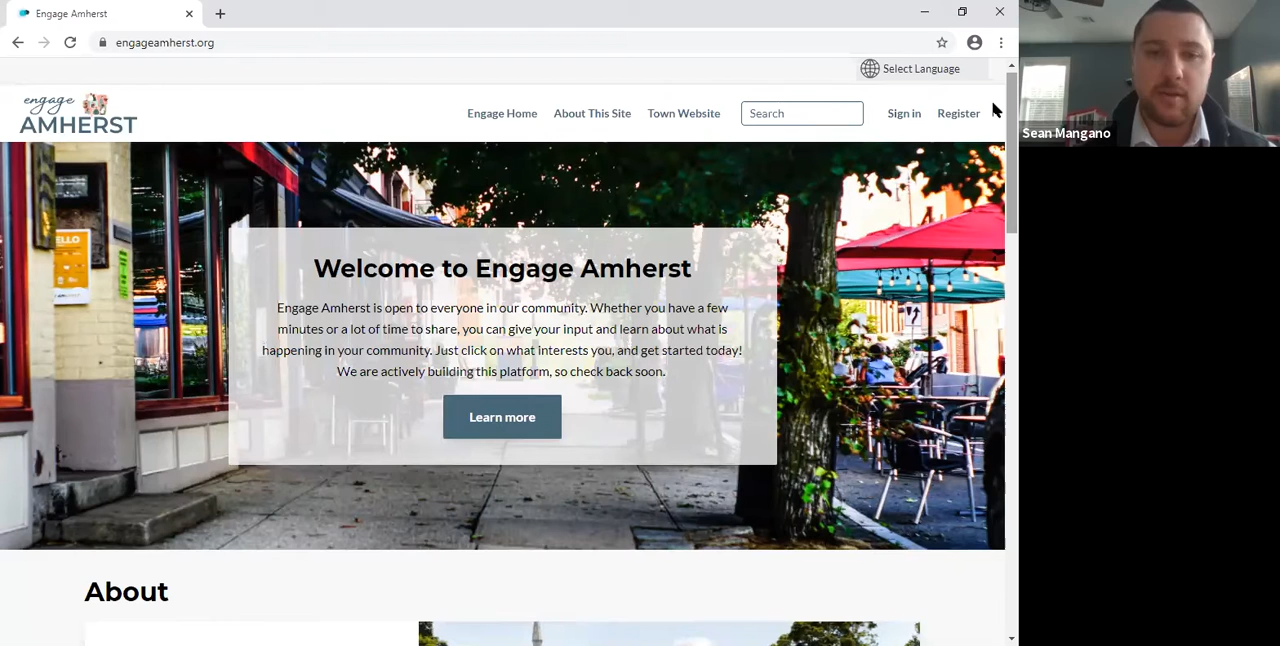 Engage Amherst
engageamherst.org
Select Language
engage
AMHERST
Engage Home
About This Site
Town Website
Search
Sign in
Register
Sean Mangano
Welcome to Engage Amherst
Engage Amherst is open to everyone in our community. Whether you have a few
minutes or a lot of time to share, you can give your input and learn about what is
happening in your community. Just click on what interests you, and get started today!
We are actively building this platform, so check back soon.
Learn more
About